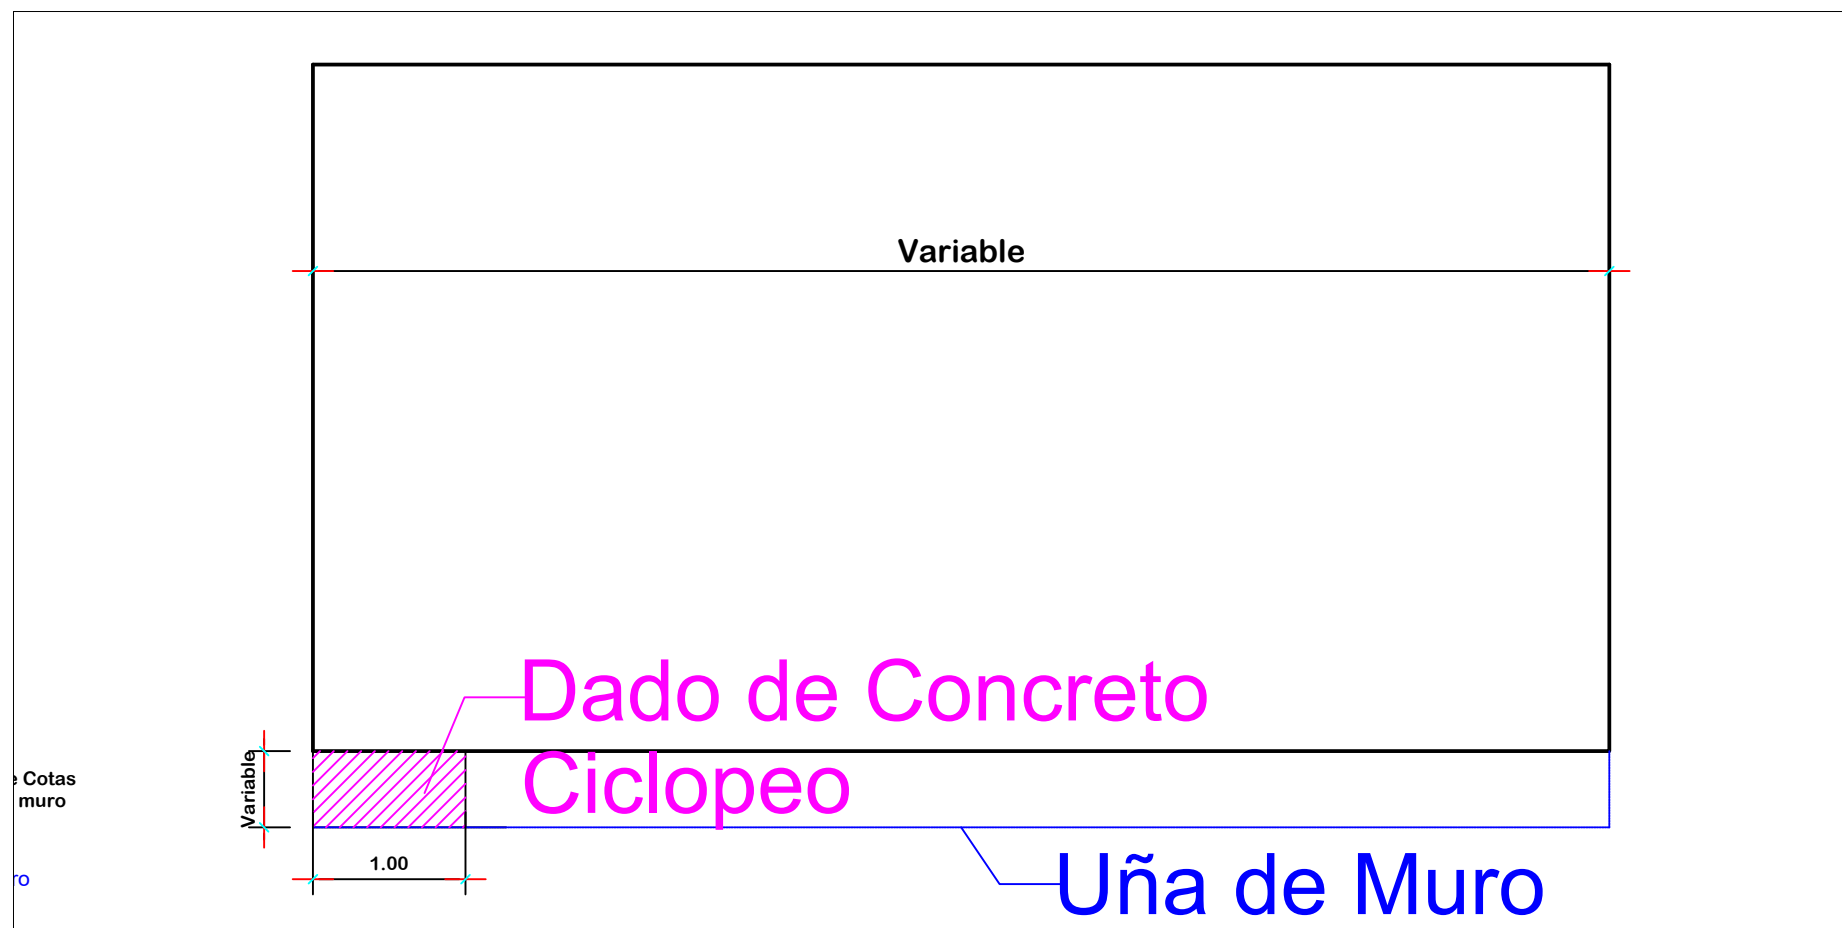 Variable
Dado de Concreto
Ciclopeo
Variable
Cotas
muro
1.00
Uña de Muro